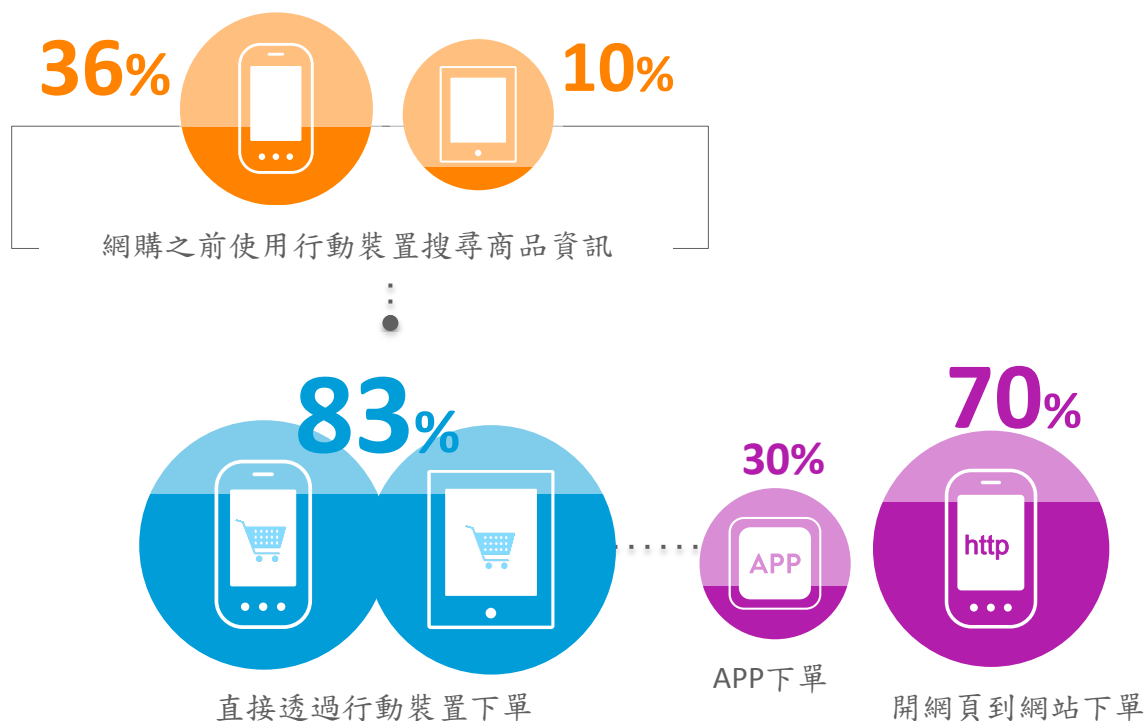 36%
10%
網購之前使用行動裝置搜尋商品資訊
83%
70%
30%
APP
http
APP下單
直接透過行動裝置下單
開網頁到網站下單